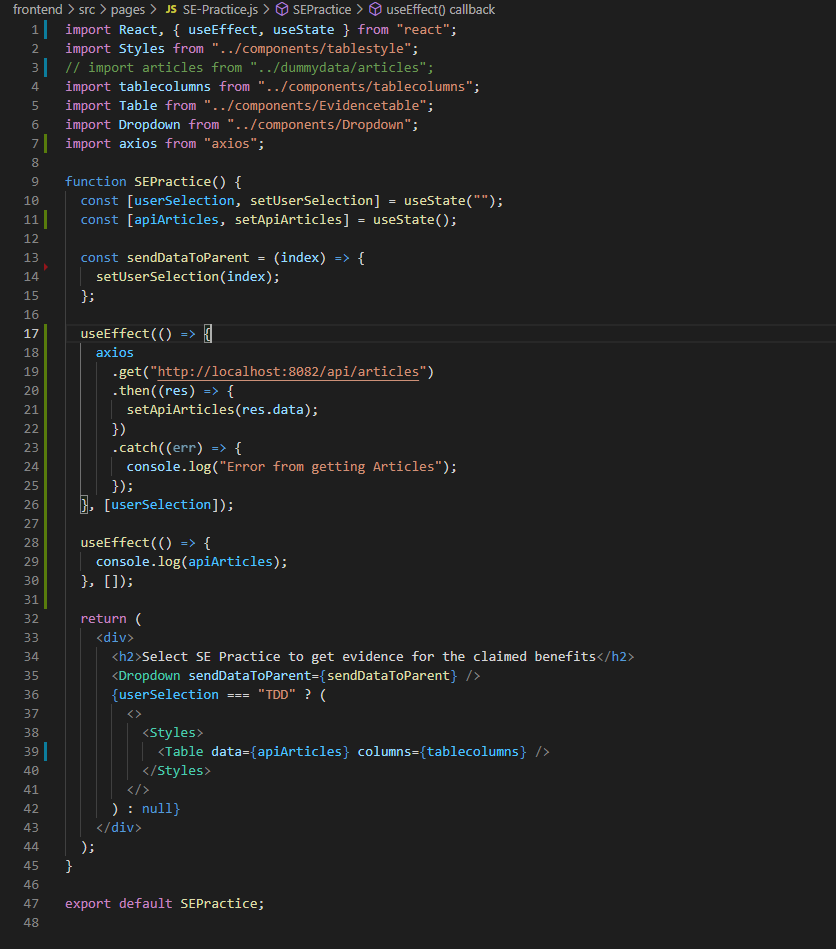 frontend > src > pages > JS SE-Practice.js > SEPractice > useEffect() callback
1 import React, { useEffect, useState } from "react";
2 import Styles from "../components/tablestyle";
3 // import articles from "../dummydata/articles";
4 import tablecolumns from "../components/tablecolumns";
5 import Table from "../components/Evidencetable";
6 import Dropdown from "../components/Dropdown";
7 import axios from "axios";
8
9 function SEPractice() {
10   const [userSelection, setUserSelection] = useState("");
11   const [apiArticles, setApiArticles] = useState();
12
13   const sendDataToParent = (index) => {
14     setUserSelection(index);
15   };
16
17   useEffect(() => {
18     axios
19       .get("http://localhost:8082/api/articles")
20       .then((res) => {
21         setApiArticles(res.data);
22       })
23       .catch((err) => {
24         console.log("Error from getting Articles");
25       });
26   }, [userSelection]);
27
28   useEffect(() => {
29     console.log(apiArticles);
30   }, []);
31
32   return (
33     <div>
34       <h2>Select SE Practice to get evidence for the claimed benefits</h2>
35       <Dropdown sendDataToParent={sendDataToParent} />
36       {userSelection === "TDD" ? (
37         <>
38           <Styles>
39             <Table data={apiArticles} columns={tablecolumns} />
40           </Styles>
41         </>
42       ) : null}
43     </div>
44   );
45 }
46
47 export default SEPractice;
48